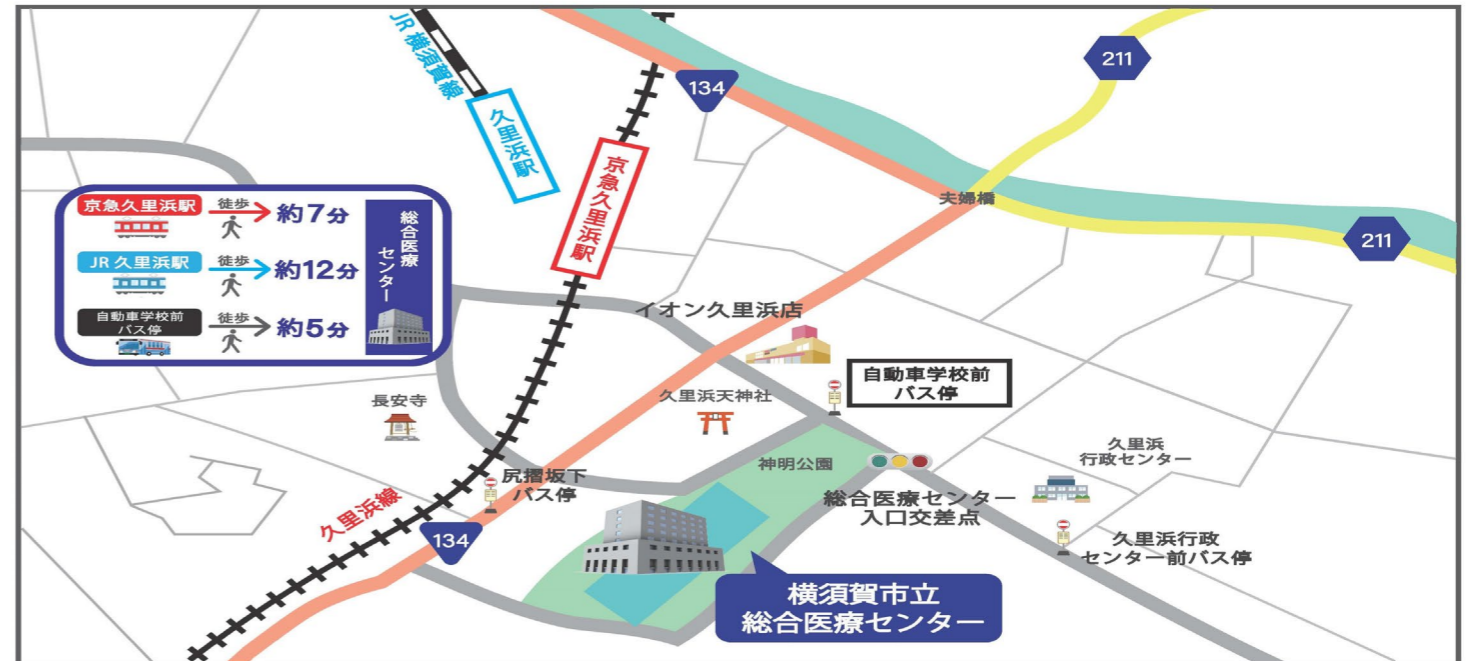 JR 横須賀線
久里浜駅
134
211
京急久里浜駅
夫婦橋
211
京急久里浜駅
徒歩
約7分
JR 久里浜駅
徒歩
約12分
自動車学校前
バス停
徒歩
約5分
総合医療
センター
イオン久里浜店
自動車学校前
バス停
長安寺
久里浜天神社
神明公園
久里浜
行政センター
尻摺坂下
バス停
総合医療センター
入口交差点
久里浜線
134
久里浜行政
センター前バス停
横須賀市立
総合医療センター